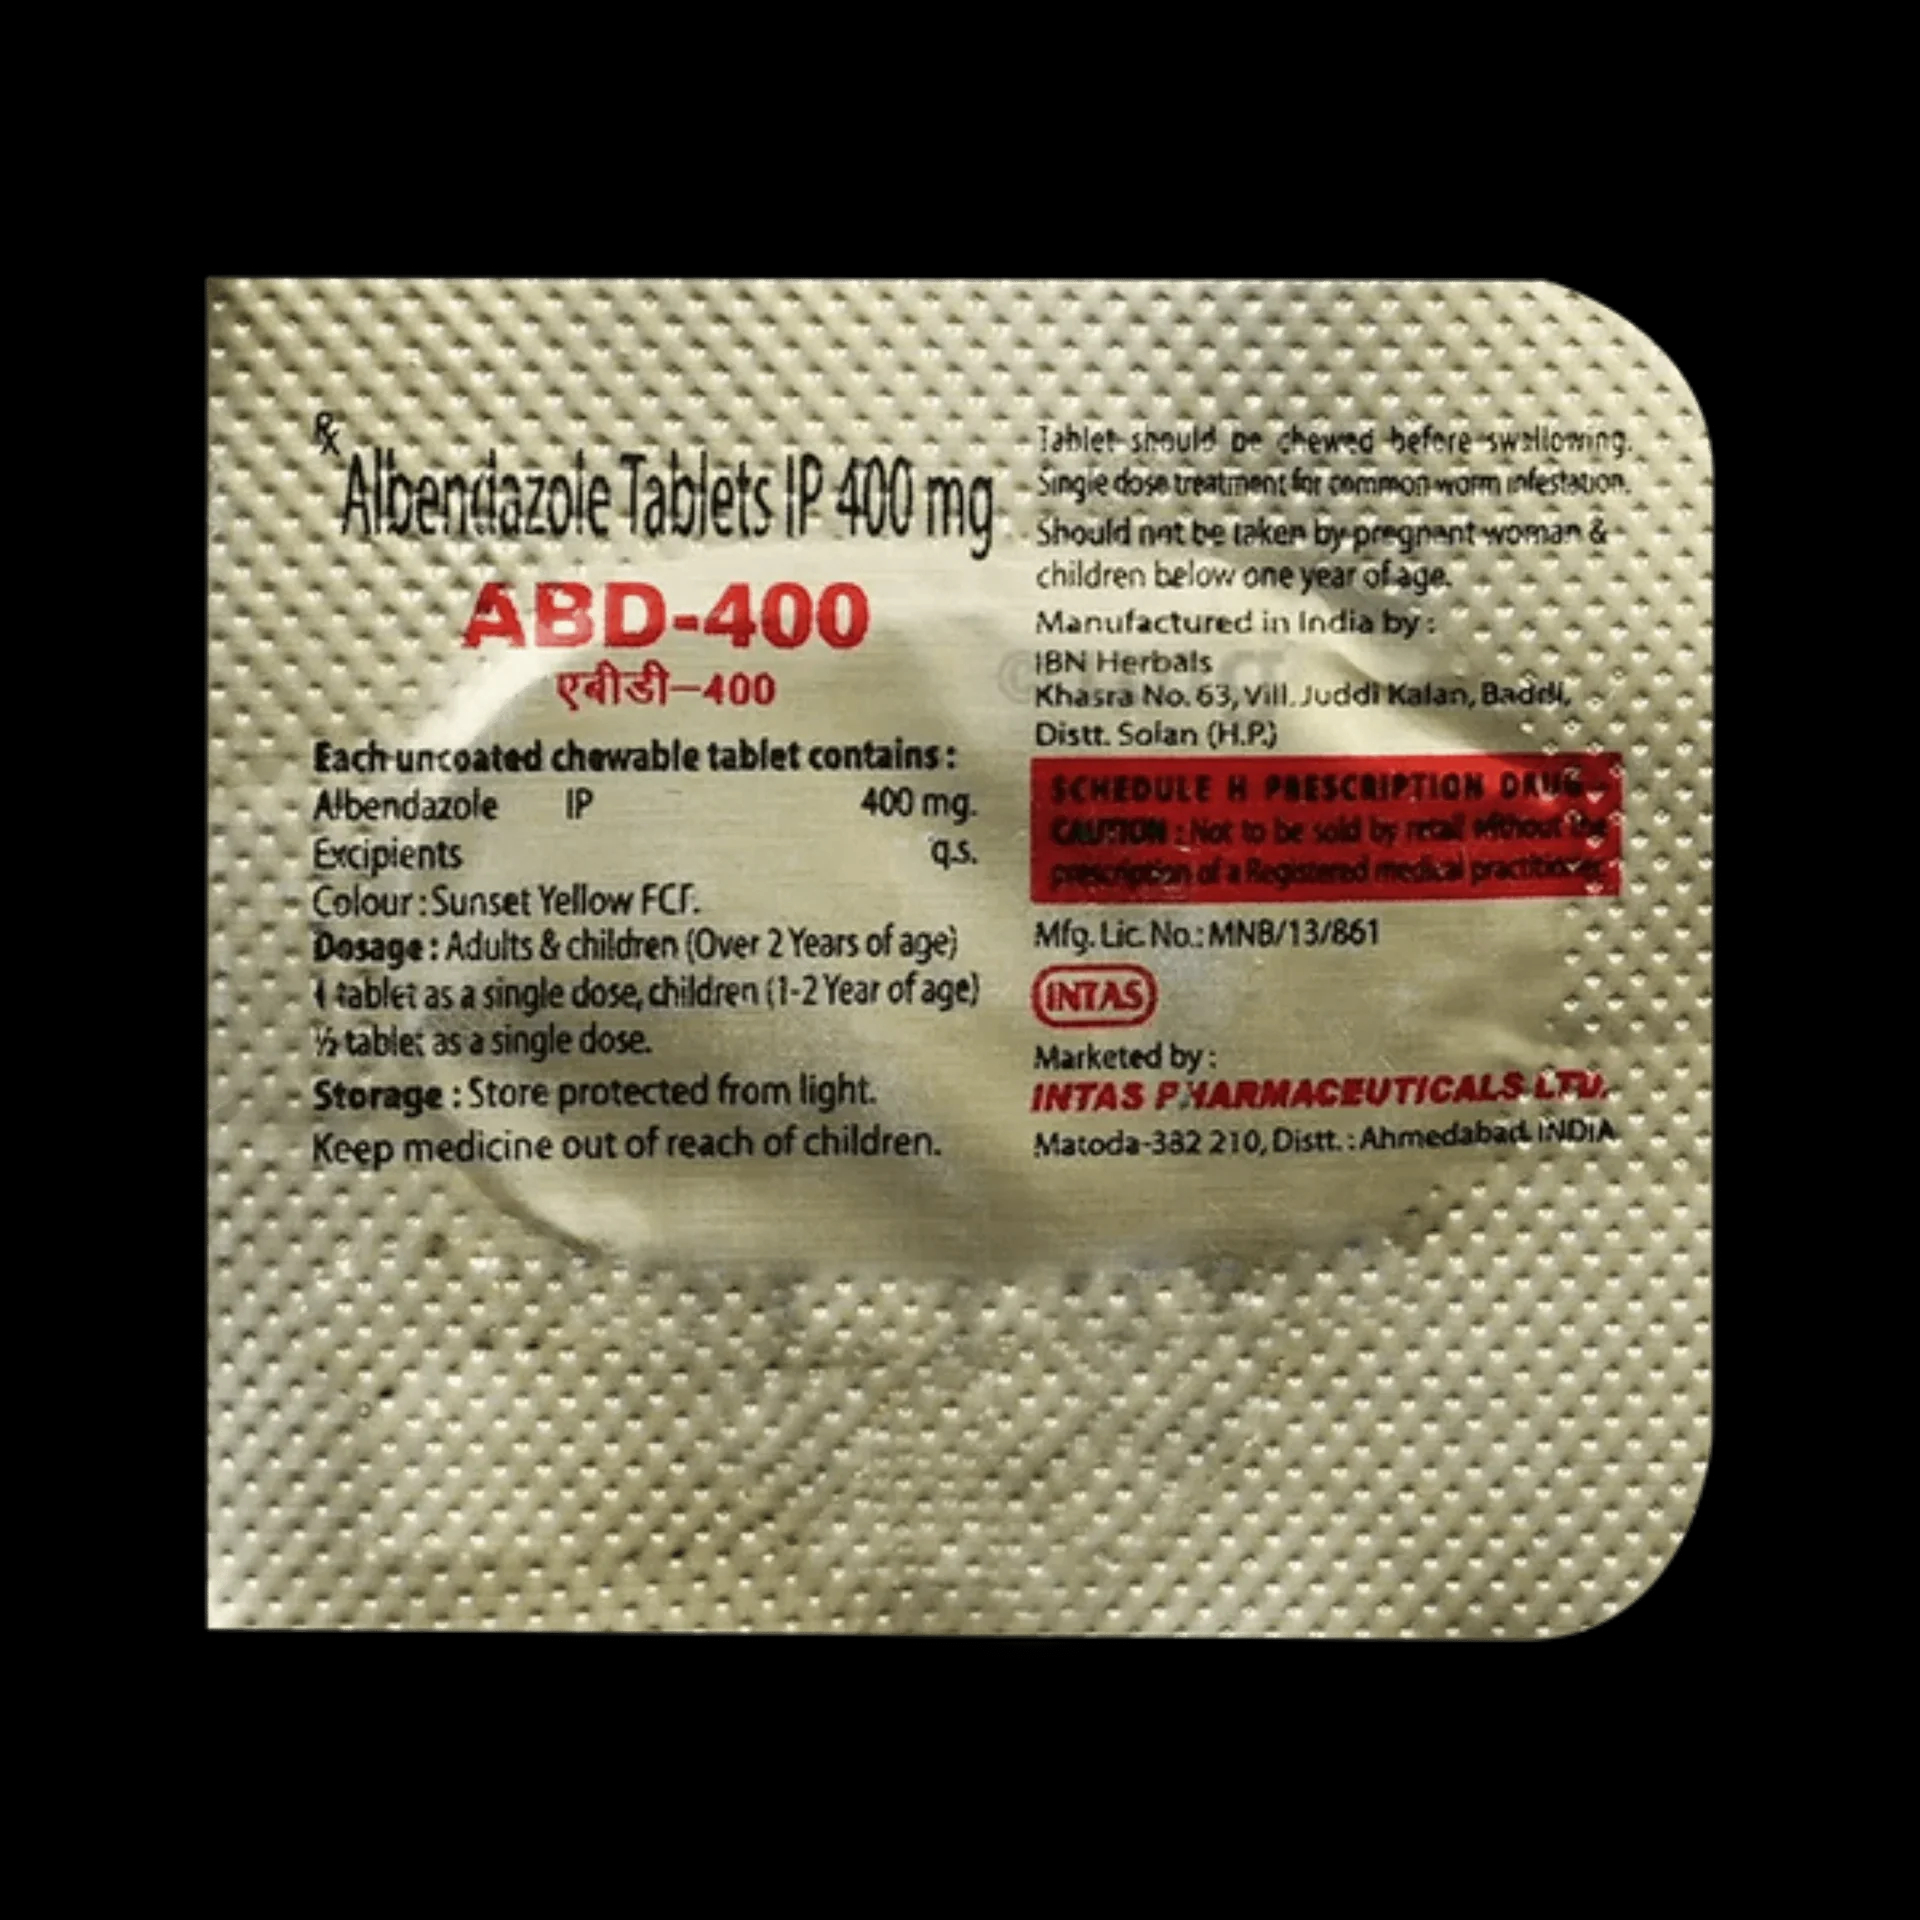 Rx
Albendazole Tablets IP 400 mg
ABD-400
एबीडी-400
Each uncoated chewable tablet contains :
Albendazole IP 400 mg.
Excipients q.s.
Colour : Sunset Yellow FCF.
Dosage : Adults & children (Over 2 Years of age)
1 tablet as a single dose, children (1-2 Year of age)
½ tablet as a single dose.
Storage : Store protected from light.
Keep medicine out of reach of children.
Tablet should be chewed before swallowing.
Single dose treatment for common worm infestation.
Should not be taken by pregnant woman &
children below one year of age.
Manufactured in India by :
IBN Herbals
Khasra No. 63, Vill. Juddi Kalan, Baddi,
Distt. Solan (H.P.)
SCHEDULE H PRESCRIPTION DRUG
CAUTION : Not to be sold by retail without the
prescription of a Registered medical practitioner.
Mfg. Lic. No.: MNB/13/861
INTAS
Marketed by :
INTAS PHARMACEUTICALS LTD.
Matoda-382 210, Distt. : Ahmedabad. INDIA